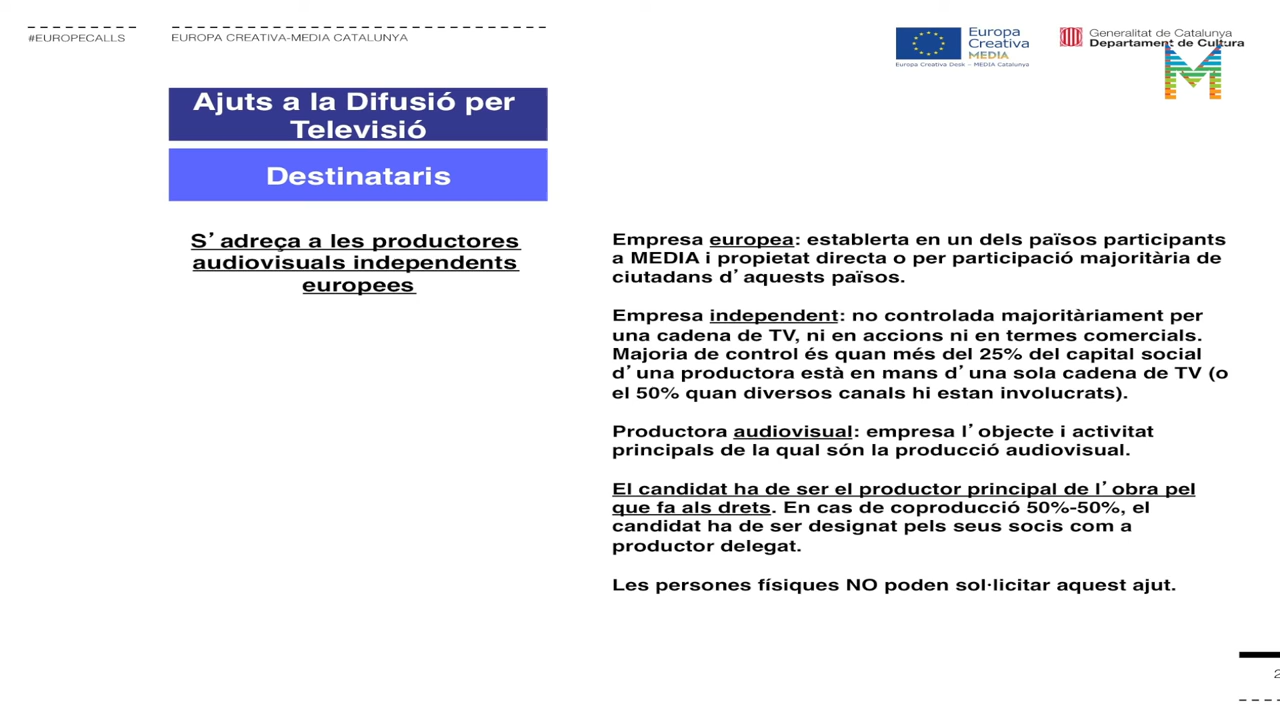 #EUROPECALLS
EUROPA CREATIVA-MEDIA CATALUNYA
Europa
Creativa
MEDIA
Europa Creativa Desk – MEDIA Catalunya
Generalitat de Catalunya
Departament de Cultura
M
Ajuts a la Difusió per
Televisió
Destinataris
S’adreça a les productores
audiovisuals independents
europees
Empresa europea: establerta en un dels països participants
a MEDIA i propietat directa o per participació majoritària de
ciutadans d’aquests països.
Empresa independent: no controlada majoritàriament per
una cadena de TV, ni en accions ni en termes comercials.
Majoria de control és quan més del 25% del capital social
d’una productora està en mans d’una sola cadena de TV (o
el 50% quan diversos canals hi estan involucrats).
Productora audiovisual: empresa l’objecte i activitat
principals de la qual són la producció audiovisual.
El candidat ha de ser el productor principal de l’obra pel
que fa als drets. En cas de coproducció 50%-50%, el
candidat ha de ser designat pels seus socis com a
productor delegat.
Les persones físiques NO poden sol·licitar aquest ajut.